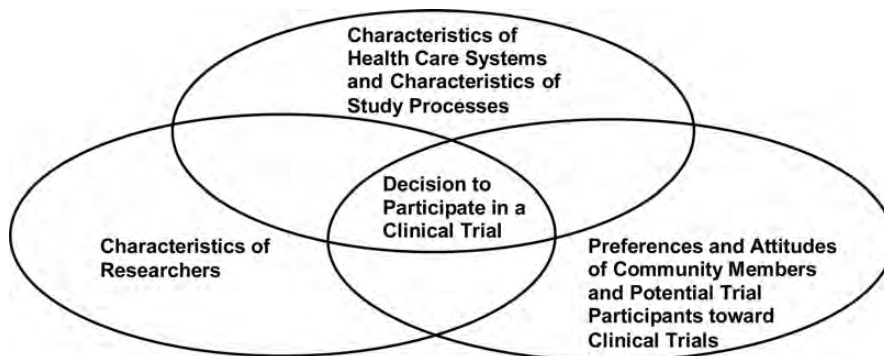 Characteristics of
Health Care Systems
and Characteristics of
Study Processes
Decision to
Participate in a
Clinical Trial
Characteristics of
Researchers
Preferences and Attitudes
of Community Members
and Potential Trial
Participants toward
Clinical Trials